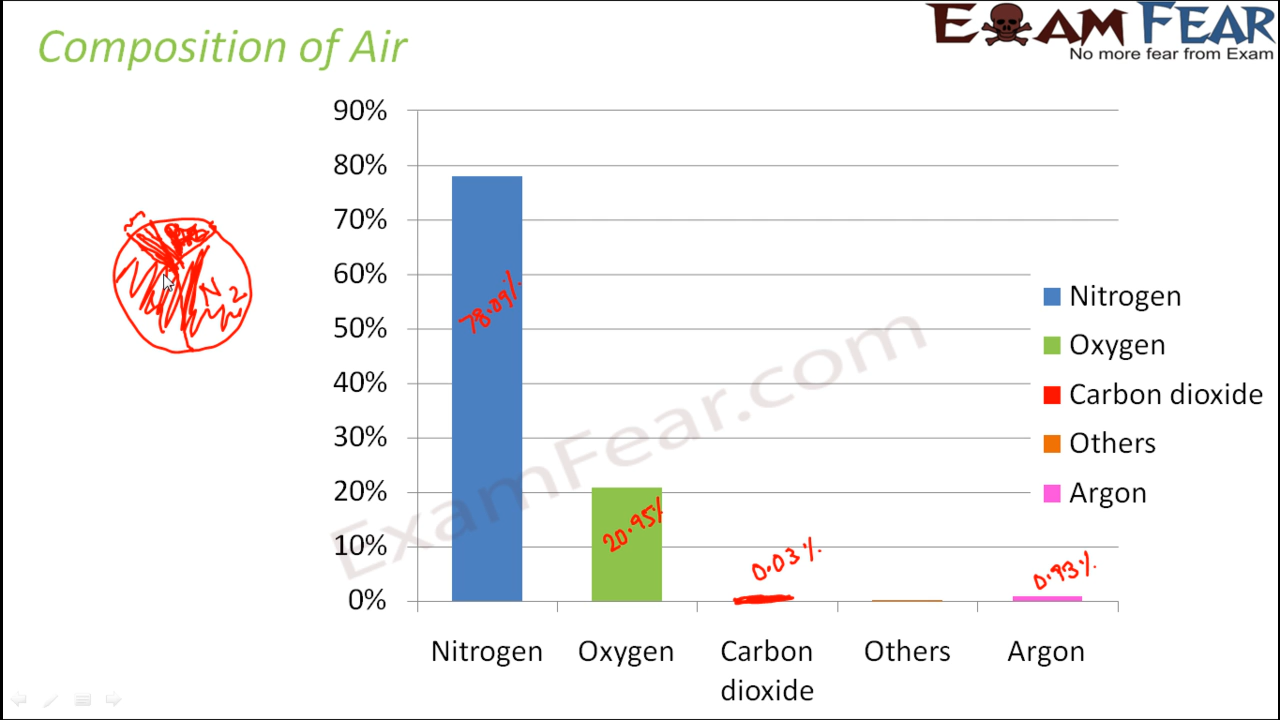 Composition of Air
EXAM FEAR
No more fear from Exam
90%
80%
70%
60%
50%
40%
30%
20%
10%
0%
78.09%
20.95%
0.03%
0.93%
N2
ExamFear.com
Nitrogen
Oxygen
Carbon dioxide
Others
Argon
Nitrogen
Oxygen
Carbon
dioxide
Others
Argon